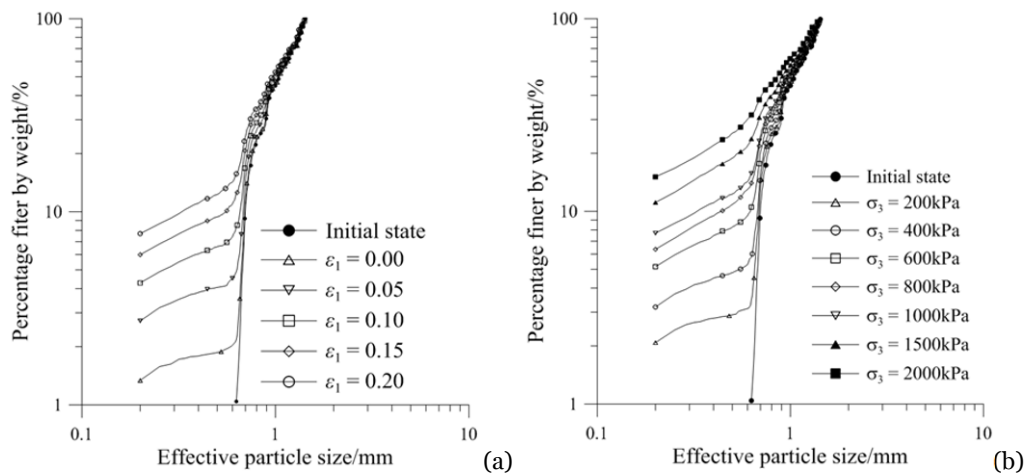 Percentage fiter by weight/%
100
10
1
0.1
1
10
Effective particle size/mm
Initial state
ε₁ = 0.00
ε₁ = 0.05
ε₁ = 0.10
ε₁ = 0.15
ε₁ = 0.20
(a)
Percentage finer by weight/%
100
10
1
0.1
1
10
Effective particle size/mm
Initial state
σ₃ = 200kPa
σ₃ = 400kPa
σ₃ = 600kPa
σ₃ = 800kPa
σ₃ = 1000kPa
σ₃ = 1500kPa
σ₃ = 2000kPa
(b)